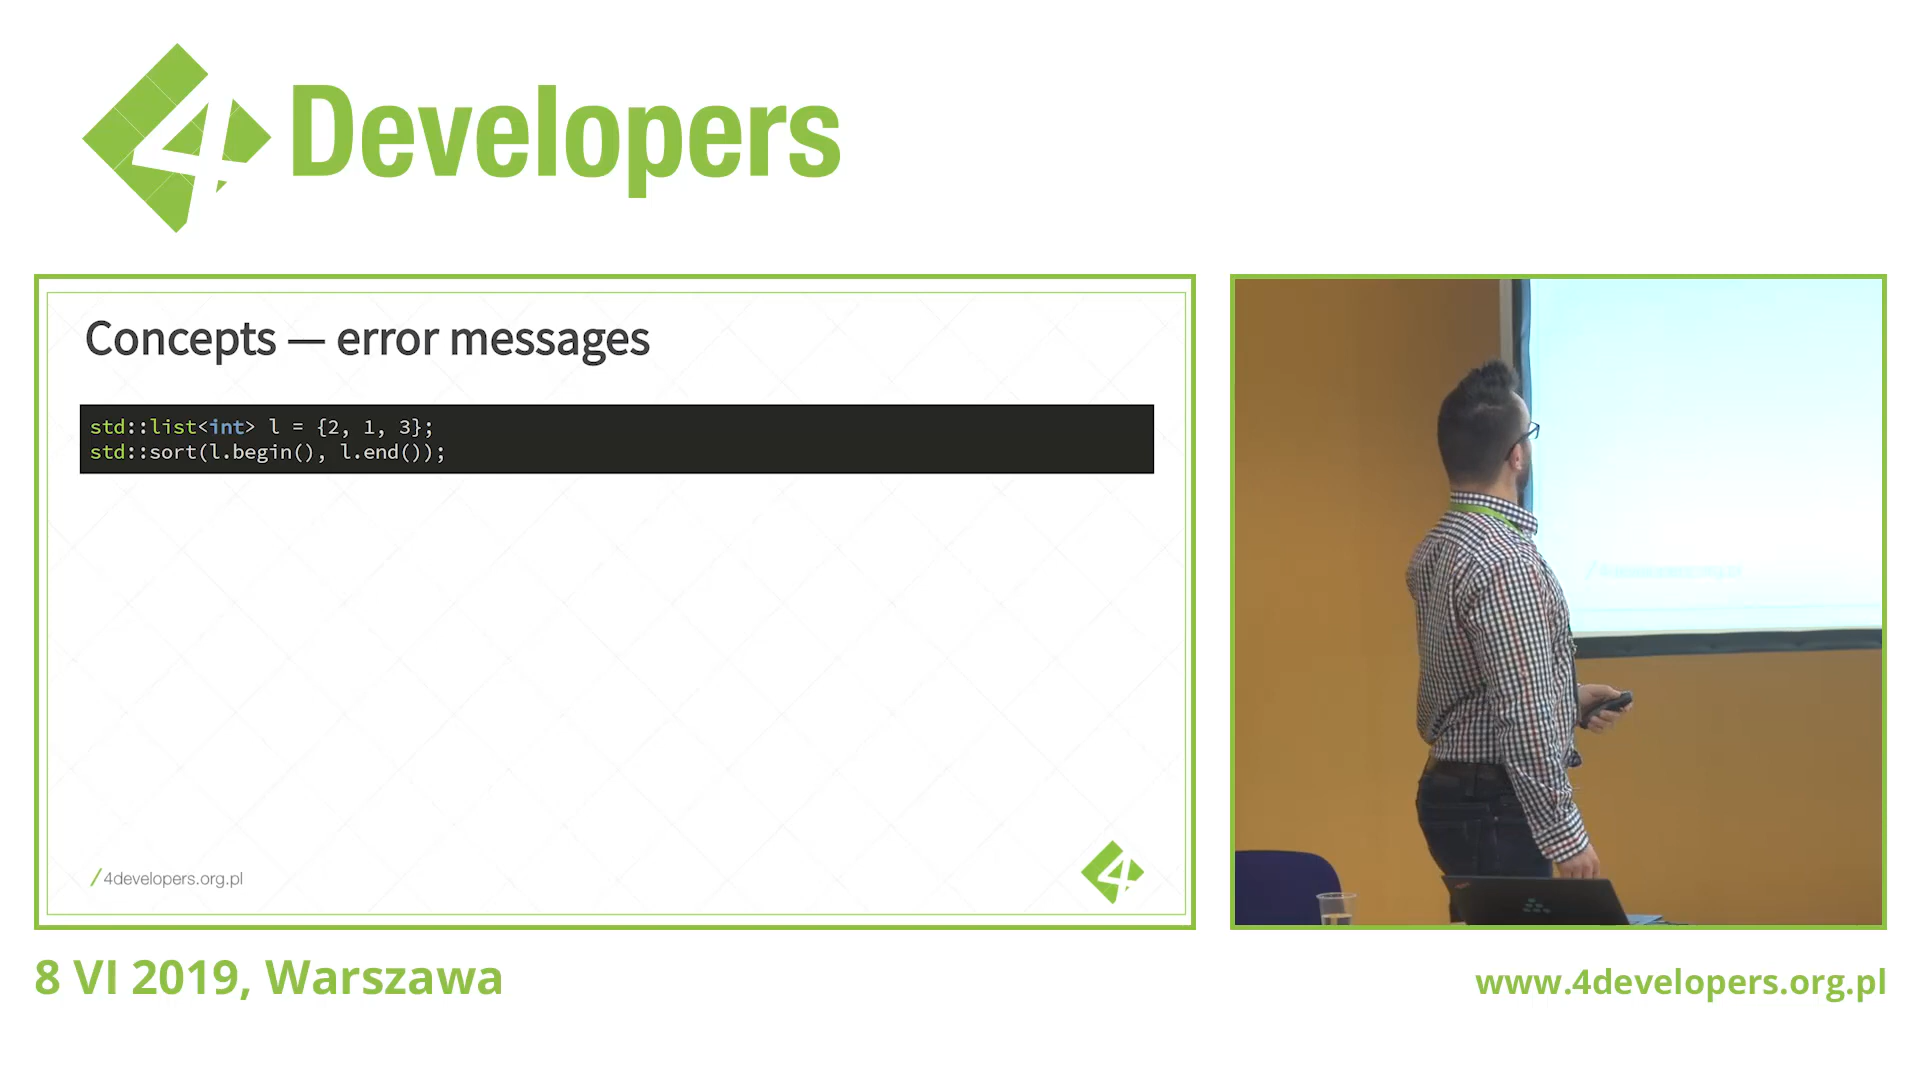 4Developers
Concepts — error messages
std::list<int> l = {2, 1, 3};
std::sort(l.begin(), l.end());
/4developers.org.pl
4
8 VI 2019, Warszawa
www.4developers.org.pl